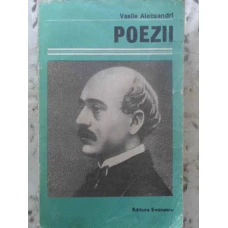 Vasile Alecsandri
POEZII
Editura Eminescu